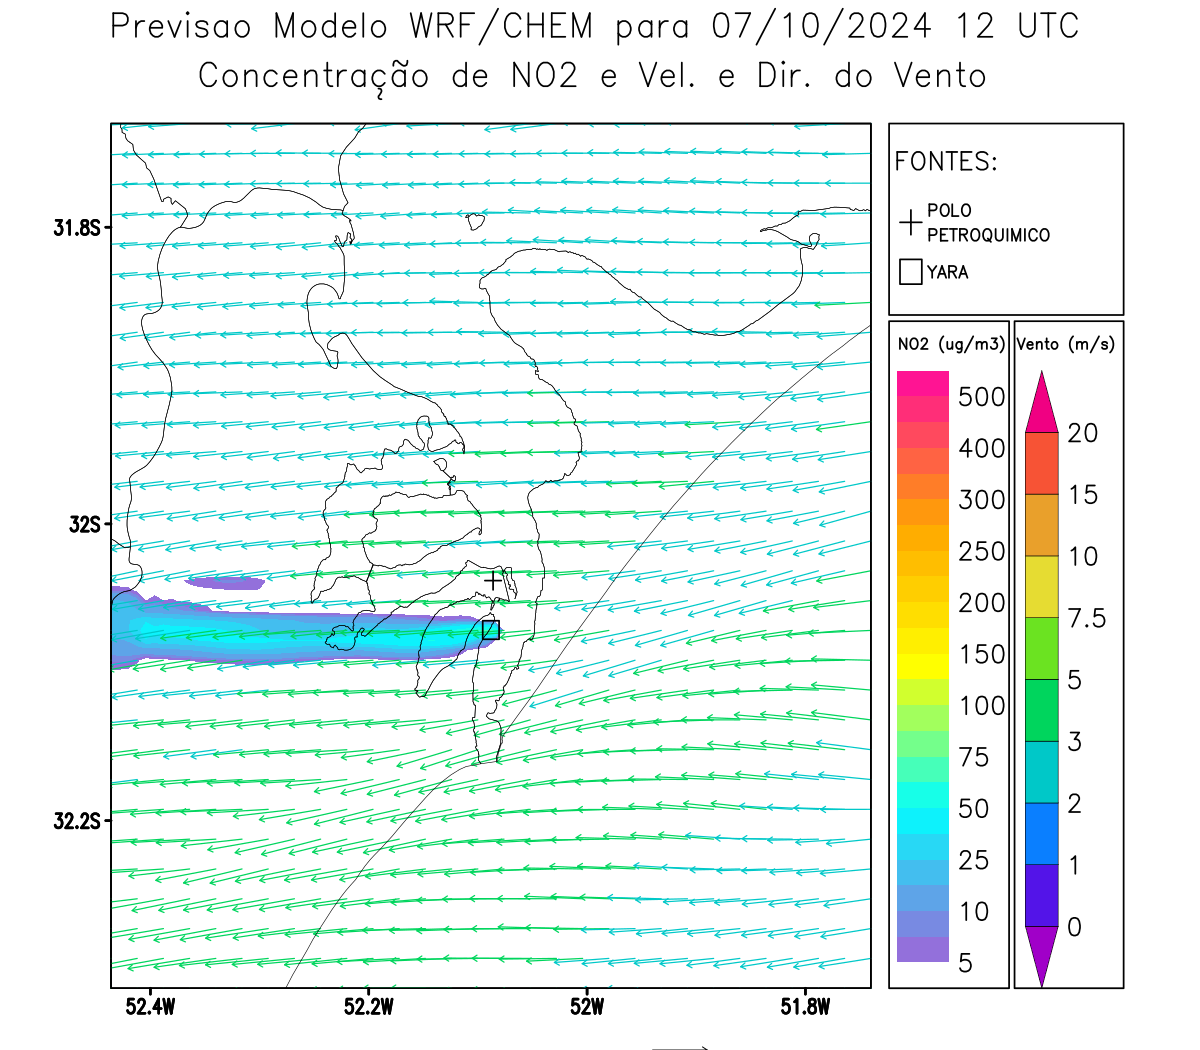 Previsao Modelo WRF/CHEM para 07/10/2024 12 UTC
Concentração de NO2 e Vel. e Dir. do Vento
FONTES:
POLO
PETROQUIMICO
YARA
31.8S
32S
32.2S
52.4W
52.2W
52W
51.8W
NO2 (ug/m3)
500
400
300
250
200
150
100
75
50
25
10
5
Vento (m/s)
20
15
10
7.5
5
3
2
1
0